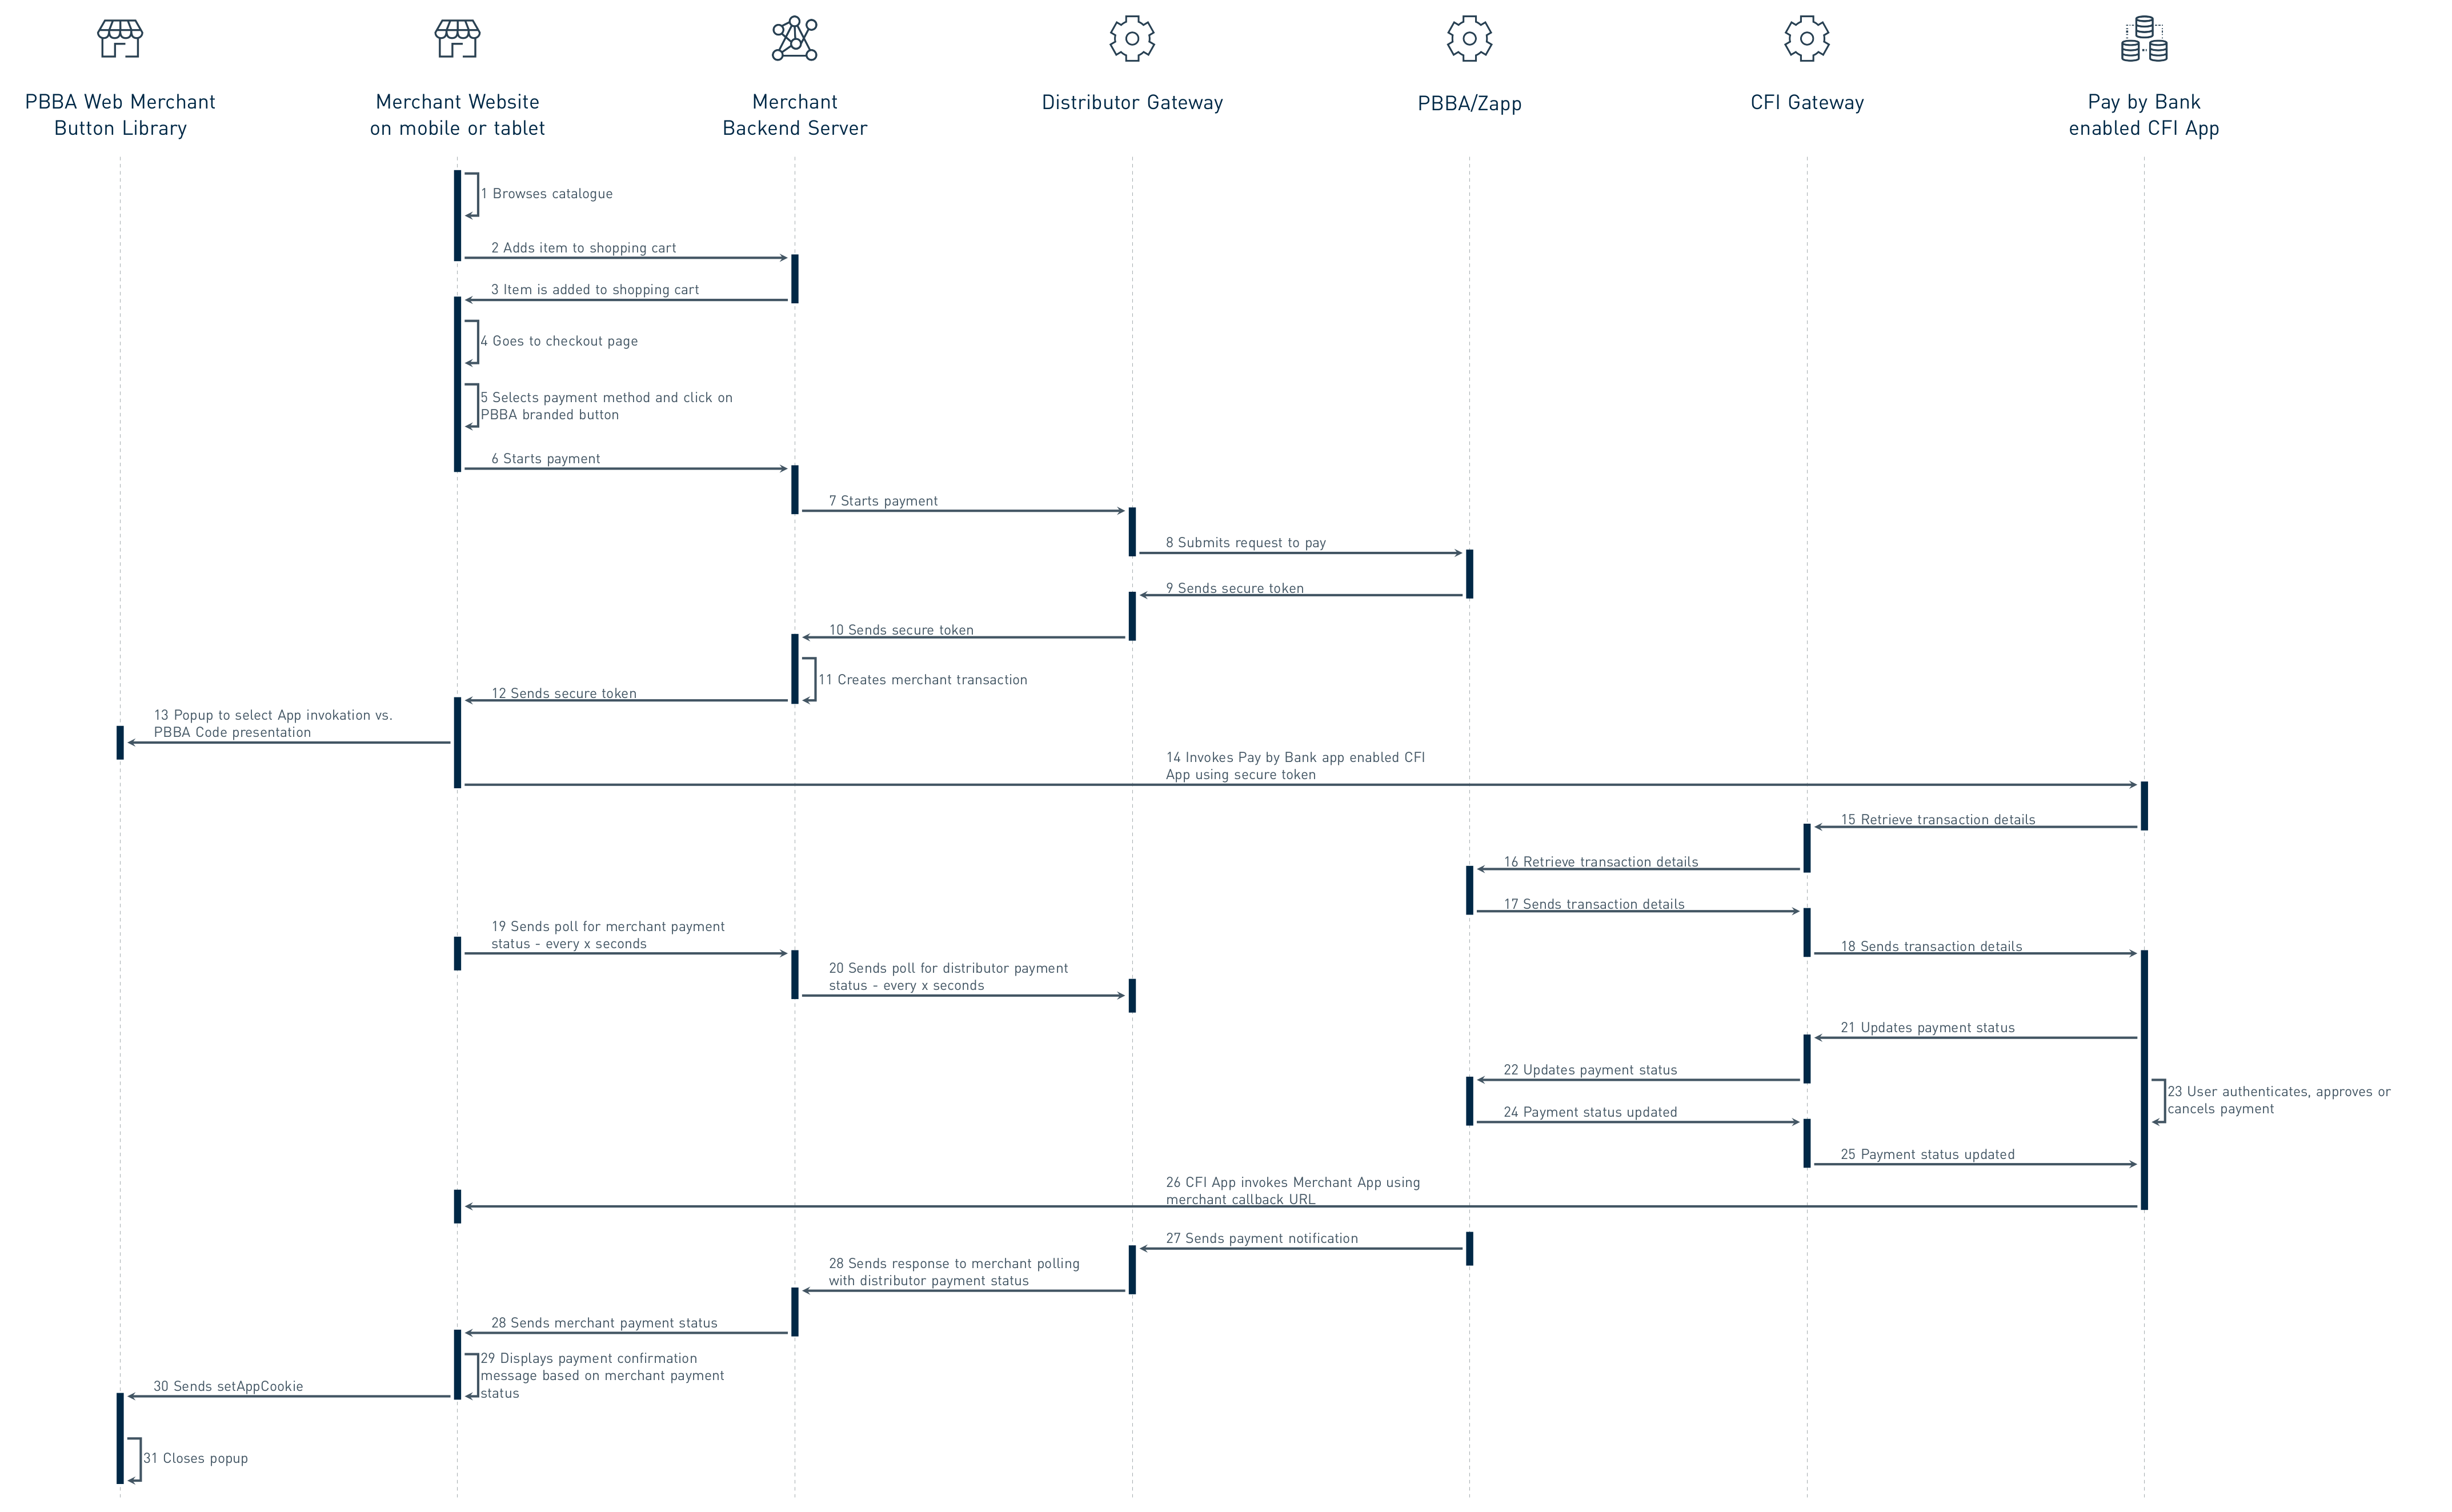 PBBA Web Merchant
Button Library
Merchant Website
on mobile or tablet
Merchant
Backend Server
Distributor Gateway
PBBA/Zapp
CFI Gateway
Pay by Bank
enabled CFI App
1 Browses catalogue
2 Adds item to shopping cart
3 Item is added to shopping cart
4 Goes to checkout page
5 Selects payment method and click on
PBBA branded button
6 Starts payment
7 Starts payment
8 Submits request to pay
9 Sends secure token
10 Sends secure token
11 Creates merchant transaction
12 Sends secure token
13 Popup to select App invokation vs.
PBBA Code presentation
14 Invokes Pay by Bank app enabled CFI
App using secure token
15 Retrieve transaction details
16 Retrieve transaction details
17 Sends transaction details
18 Sends transaction details
19 Sends poll for merchant payment
status - every x seconds
20 Sends poll for distributor payment
status - every x seconds
21 Updates payment status
22 Updates payment status
23 User authenticates, approves or
cancels payment
24 Payment status updated
25 Payment status updated
26 CFI App invokes Merchant App using
merchant callback URL
27 Sends payment notification
28 Sends response to merchant polling
with distributor payment status
28 Sends merchant payment status
29 Displays payment confirmation
message based on merchant payment
status
30 Sends setAppCookie
31 Closes popup